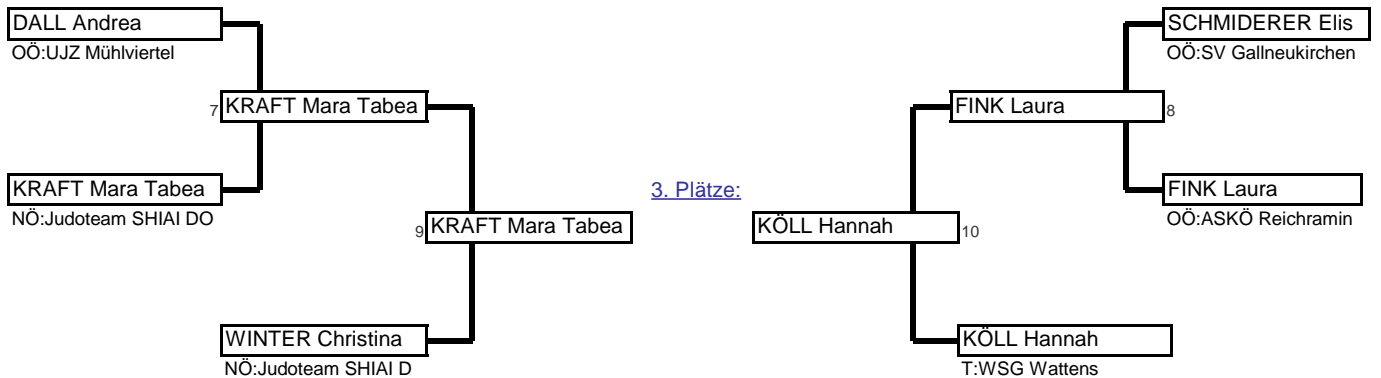 DALL Andrea
OÖ:UJZ Mühlviertel
7 KRAFT Mara Tabea
KRAFT Mara Tabea
NÖ:Judoteam SHIAI DO
9 KRAFT Mara Tabea
WINTER Christina
NÖ:Judoteam SHIAI D
3. Plätze:
SCHMIDERER Elis
OÖ:SV Gallneukirchen
FINK Laura 8
FINK Laura
OÖ:ASKÖ Reichramin
KÖLL Hannah 10
KÖLL Hannah
T:WSG Wattens